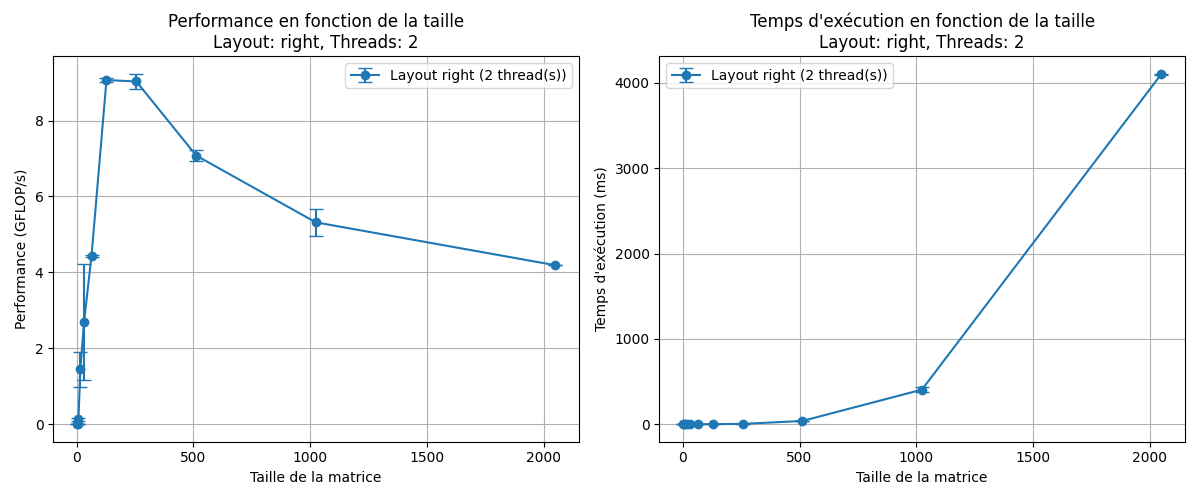 Performance en fonction de la taille
Layout: right, Threads: 2
Layout right (2 thread(s))
Performance (GFLOP/s)
8
6
4
2
0
0 500 1000 1500 2000
Taille de la matrice
Temps d'exécution en fonction de la taille
Layout: right, Threads: 2
Layout right (2 thread(s))
Temps d'exécution (ms)
4000
3000
2000
1000
0
0 500 1000 1500 2000
Taille de la matrice